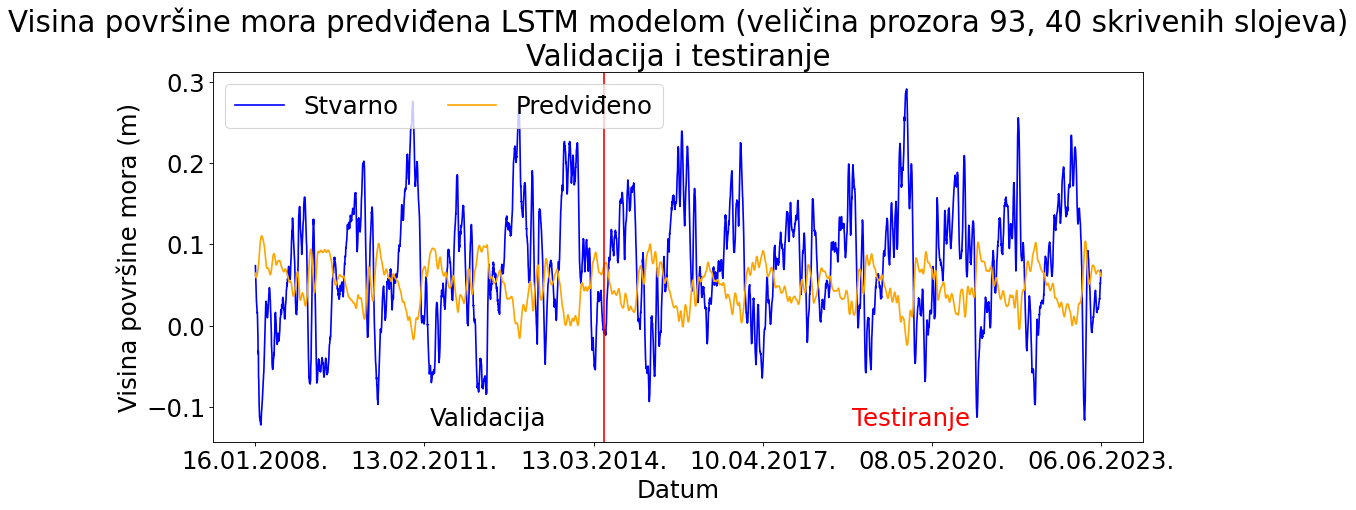 Visina površine mora predviđena LSTM modelom (veličina prozora 93, 40 skrivenih slojeva)
Validacija i testiranje
Stvarno
Predviđeno
Visina površine mora (m)
0.3
0.2
0.1
0.0
−0.1
Validacija
Testiranje
16.01.2008.
13.02.2011.
13.03.2014.
10.04.2017.
08.05.2020.
06.06.2023.
Datum